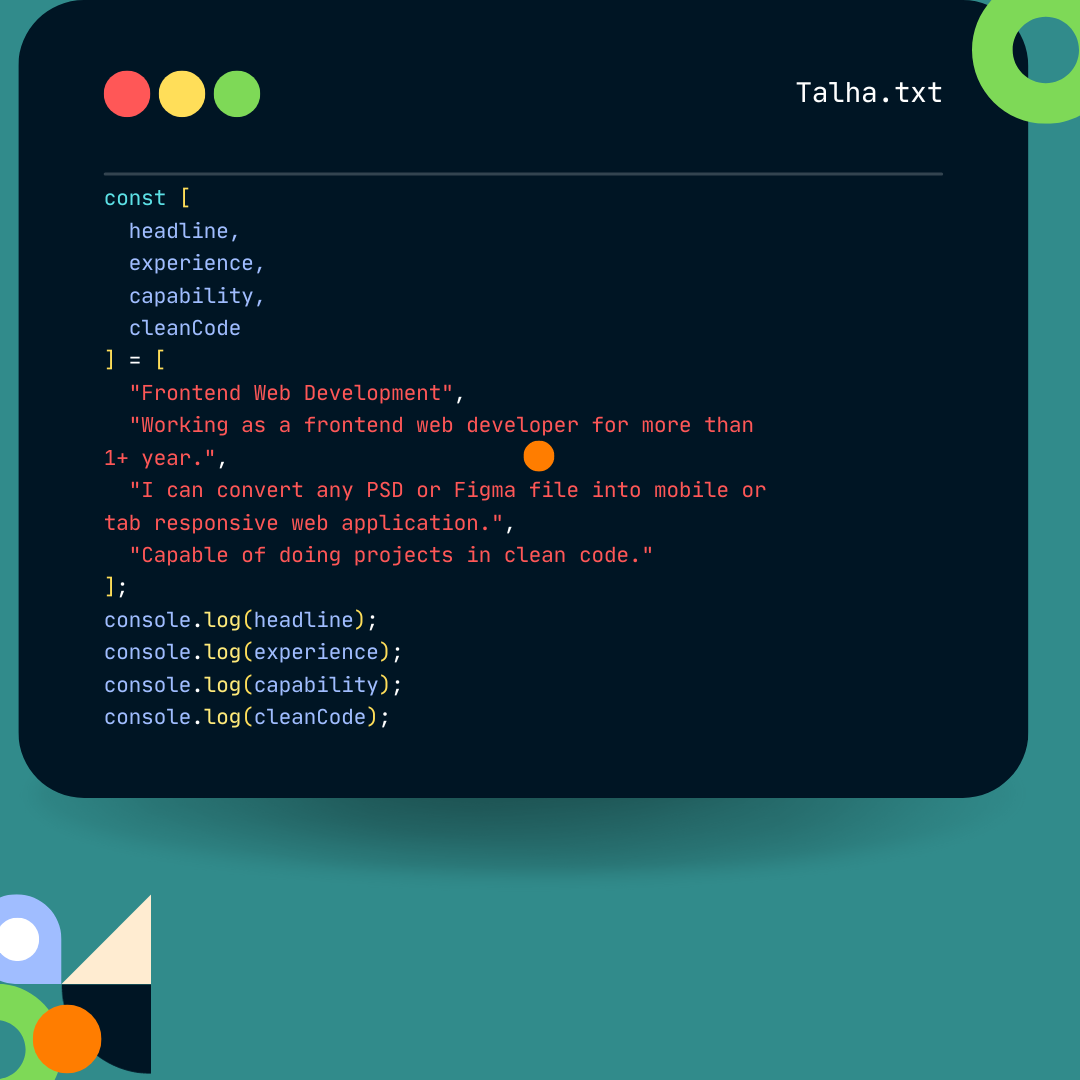 Talha.txt
const [
  headline,
  experience,
  capability,
  cleanCode
] = [
  "Frontend Web Development",
  "Working as a frontend web developer for more than
1+ year.",
  "I can convert any PSD or Figma file into mobile or
tab responsive web application.",
  "Capable of doing projects in clean code."
];
console.log(headline);
console.log(experience);
console.log(capability);
console.log(cleanCode);